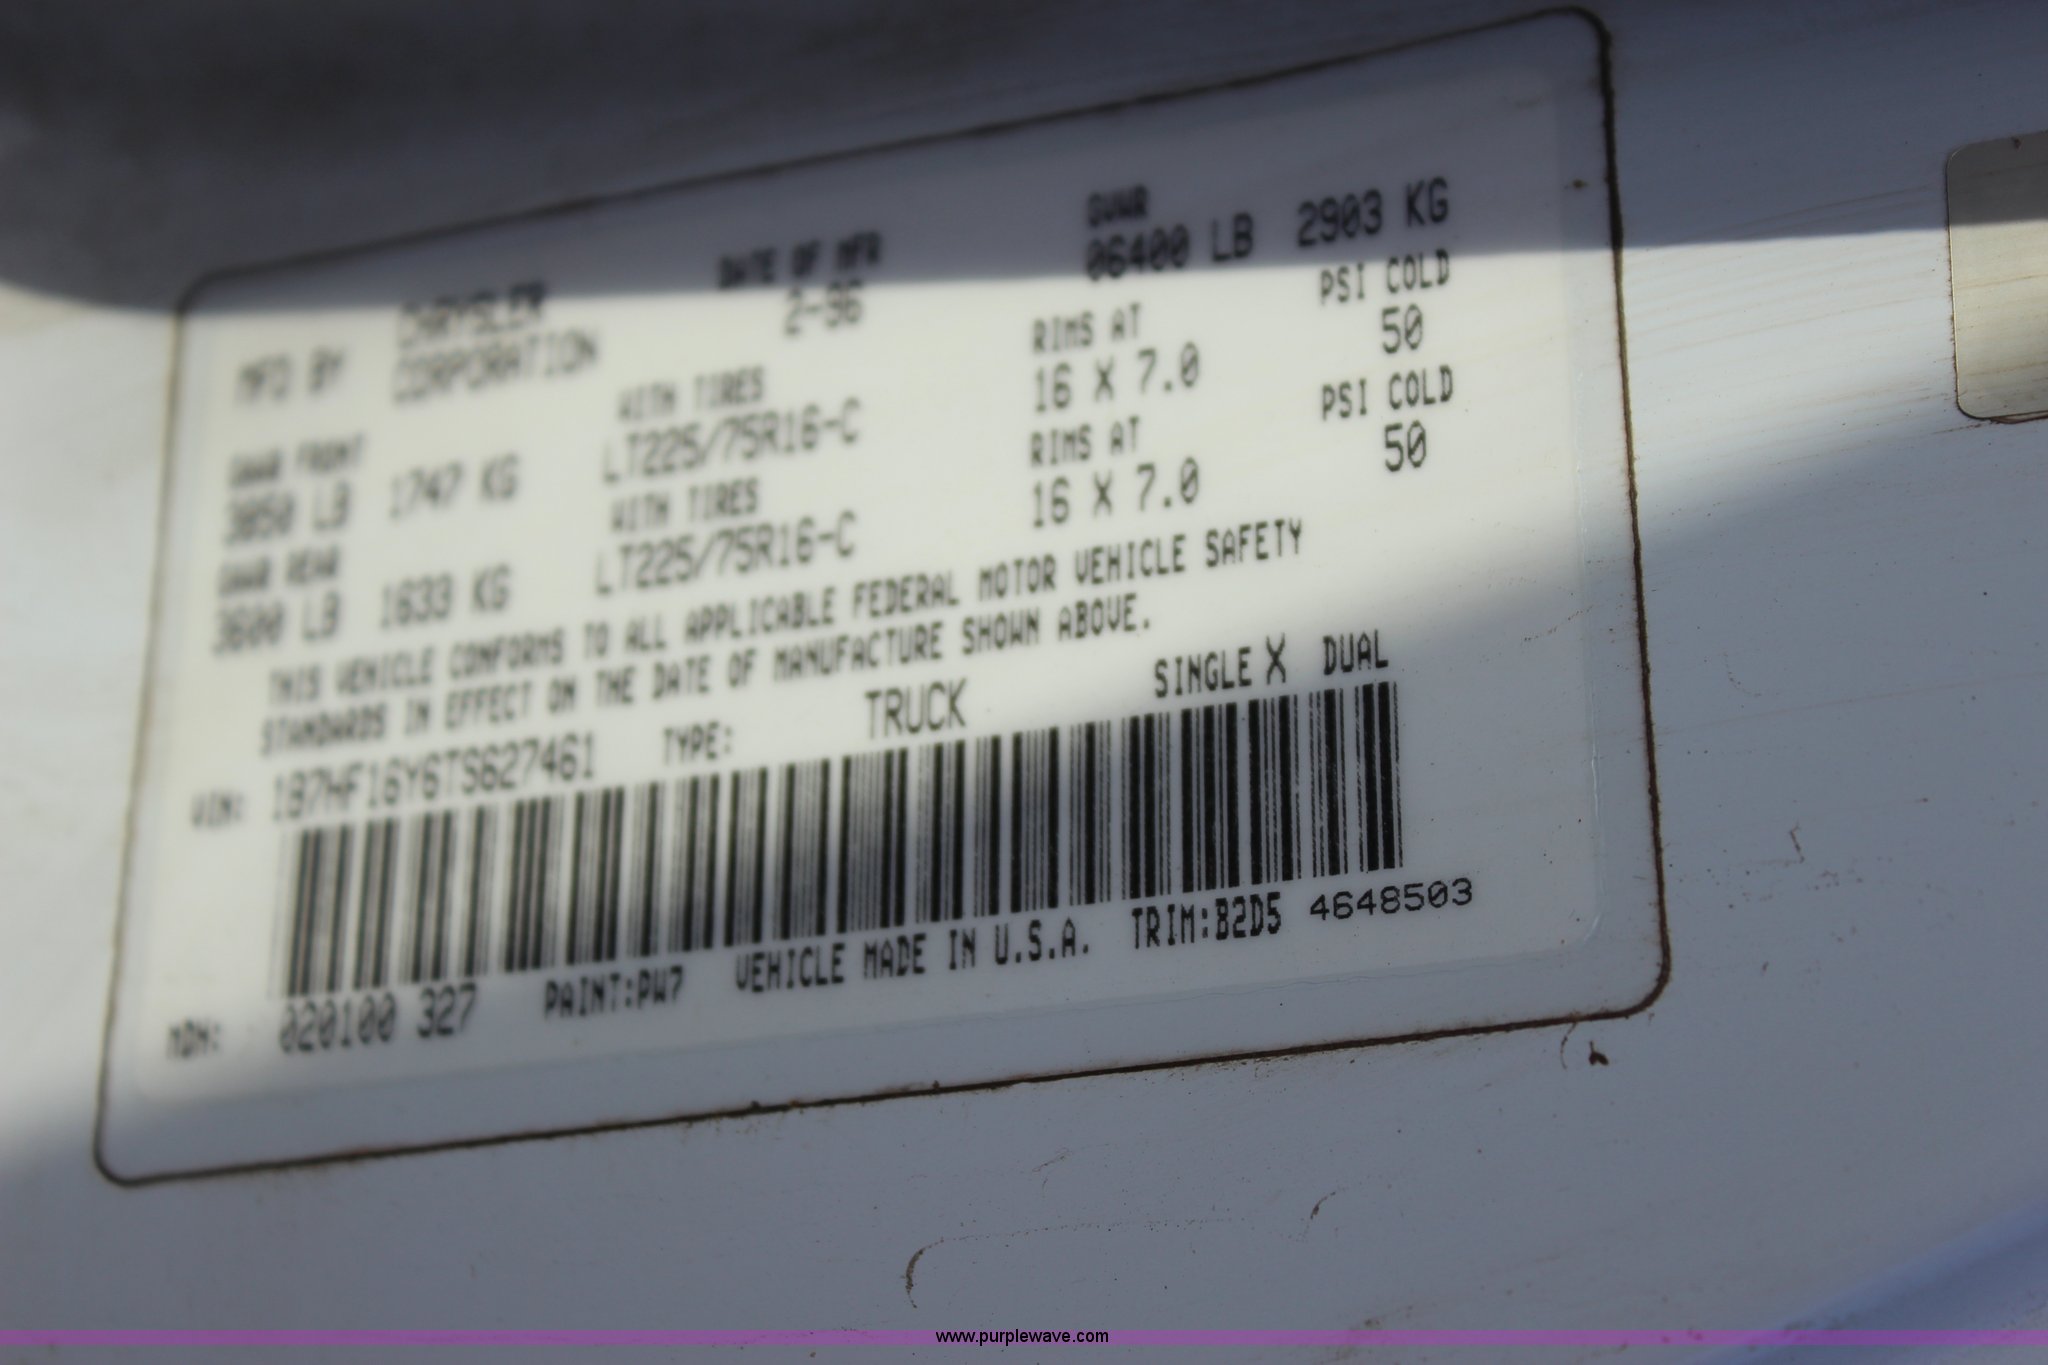 MFD BY CHRYSLER CORPORATION DATE OF MFR 2-96 GVWR 06400 LB 2903 KG
GAWR FRONT WITH TIRES RIMS AT PSI COLD
3850 LB 1747 KG LT225/75R16-C 16 X 7.0 50
GAWR REAR WITH TIRES RIMS AT PSI COLD
3600 LB 1633 KG LT225/75R16-C 16 X 7.0 50
THIS VEHICLE CONFORMS TO ALL APPLICABLE FEDERAL MOTOR VEHICLE SAFETY
STANDARDS IN EFFECT ON THE DATE OF MANUFACTURE SHOWN ABOVE.
VIN: 1B7HF16Y6TS627461 TYPE: TRUCK SINGLE X DUAL
MDH: 020100 327 PAINT:PW7 VEHICLE MADE IN U.S.A. TRIM:B2D5 4648503
www.purplewave.com